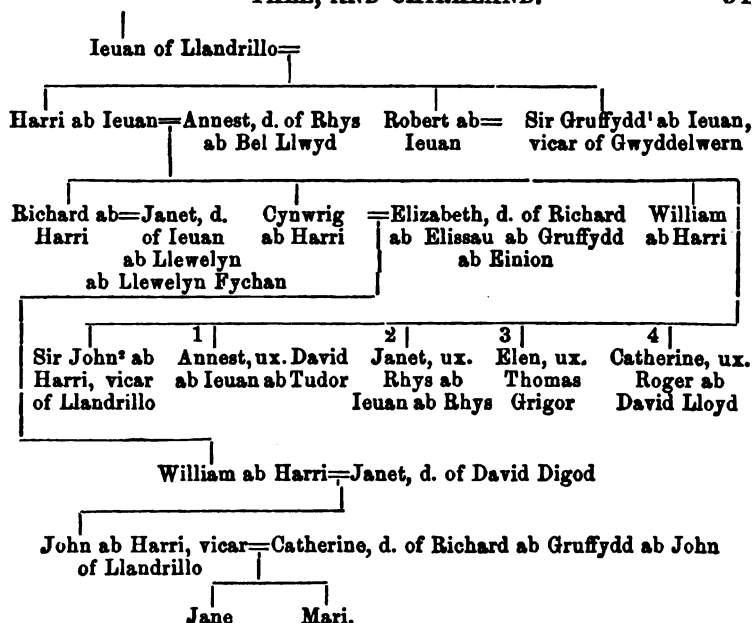 Ieuan of Llandrillo=
Harri ab Ieuan=Annest, d. of Rhys ab Bel Llwyd
Robert ab= Ieuan
Sir Gruffydd¹ ab Ieuan, vicar of Gwyddelwern
Richard ab=Janet, d.
Harri of Ieuan
ab Llewelyn
ab Llewelyn Fychan
Cynwrig =Elizabeth, d. of Richard
ab Harri ab Elissau ab Gruffydd
ab Einion
William
ab Harri
Sir John² ab
Harri, vicar
of Llandrillo
1
Annest, ux. David
ab Ieuan ab Tudor
2
Janet, ux.
Rhys ab
Ieuan ab Rhys
3
Elen, ux.
Thomas
Grigor
4
Catherine, ux.
Roger ab
David Lloyd
William ab Harri=Janet, d. of David Digod
John ab Harri, vicar=Catherine, d. of Richard ab Gruffydd ab John
of Llandrillo
Jane Mari.